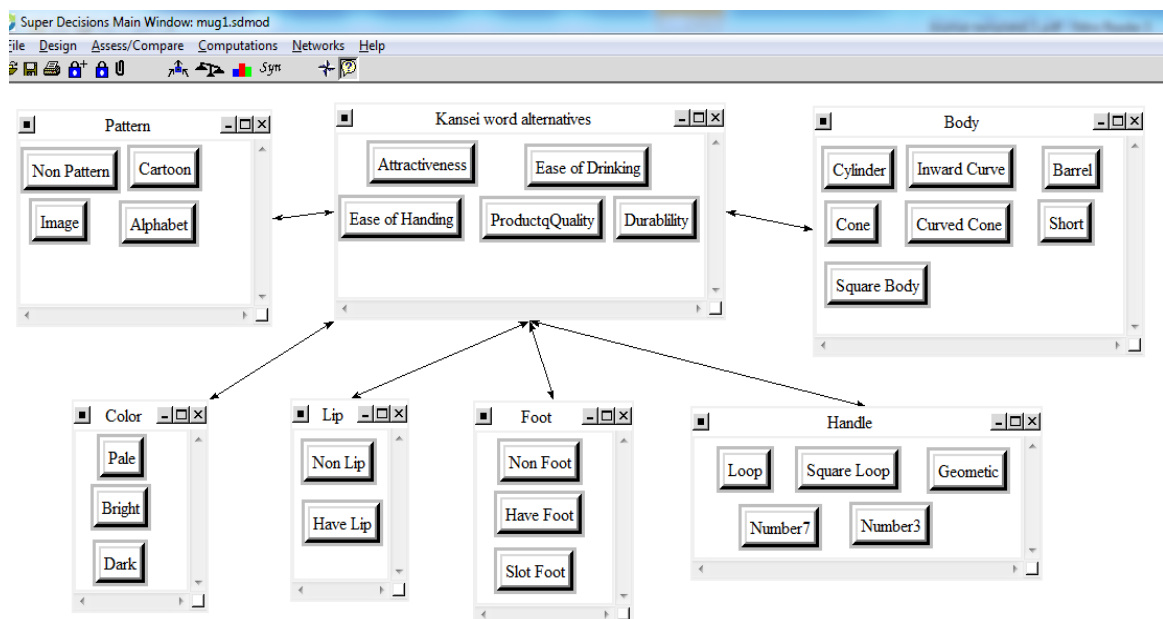 Super Decisions Main Window: mug1.sdmod
File Design Assess/Compare Computations Networks Help
Syn
Pattern
Non Pattern Cartoon
Image Alphabet
Kansei word alternatives
Attractiveness Ease of Drinking
Ease of Handing ProductqQuality Durablility
Body
Cylinder Inward Curve Barrel
Cone Curved Cone Short
Square Body
Color
Pale
Bright
Dark
Lip
Non Lip
Have Lip
Foot
Non Foot
Have Foot
Slot Foot
Handle
Loop Square Loop Geometic
Number7 Number3